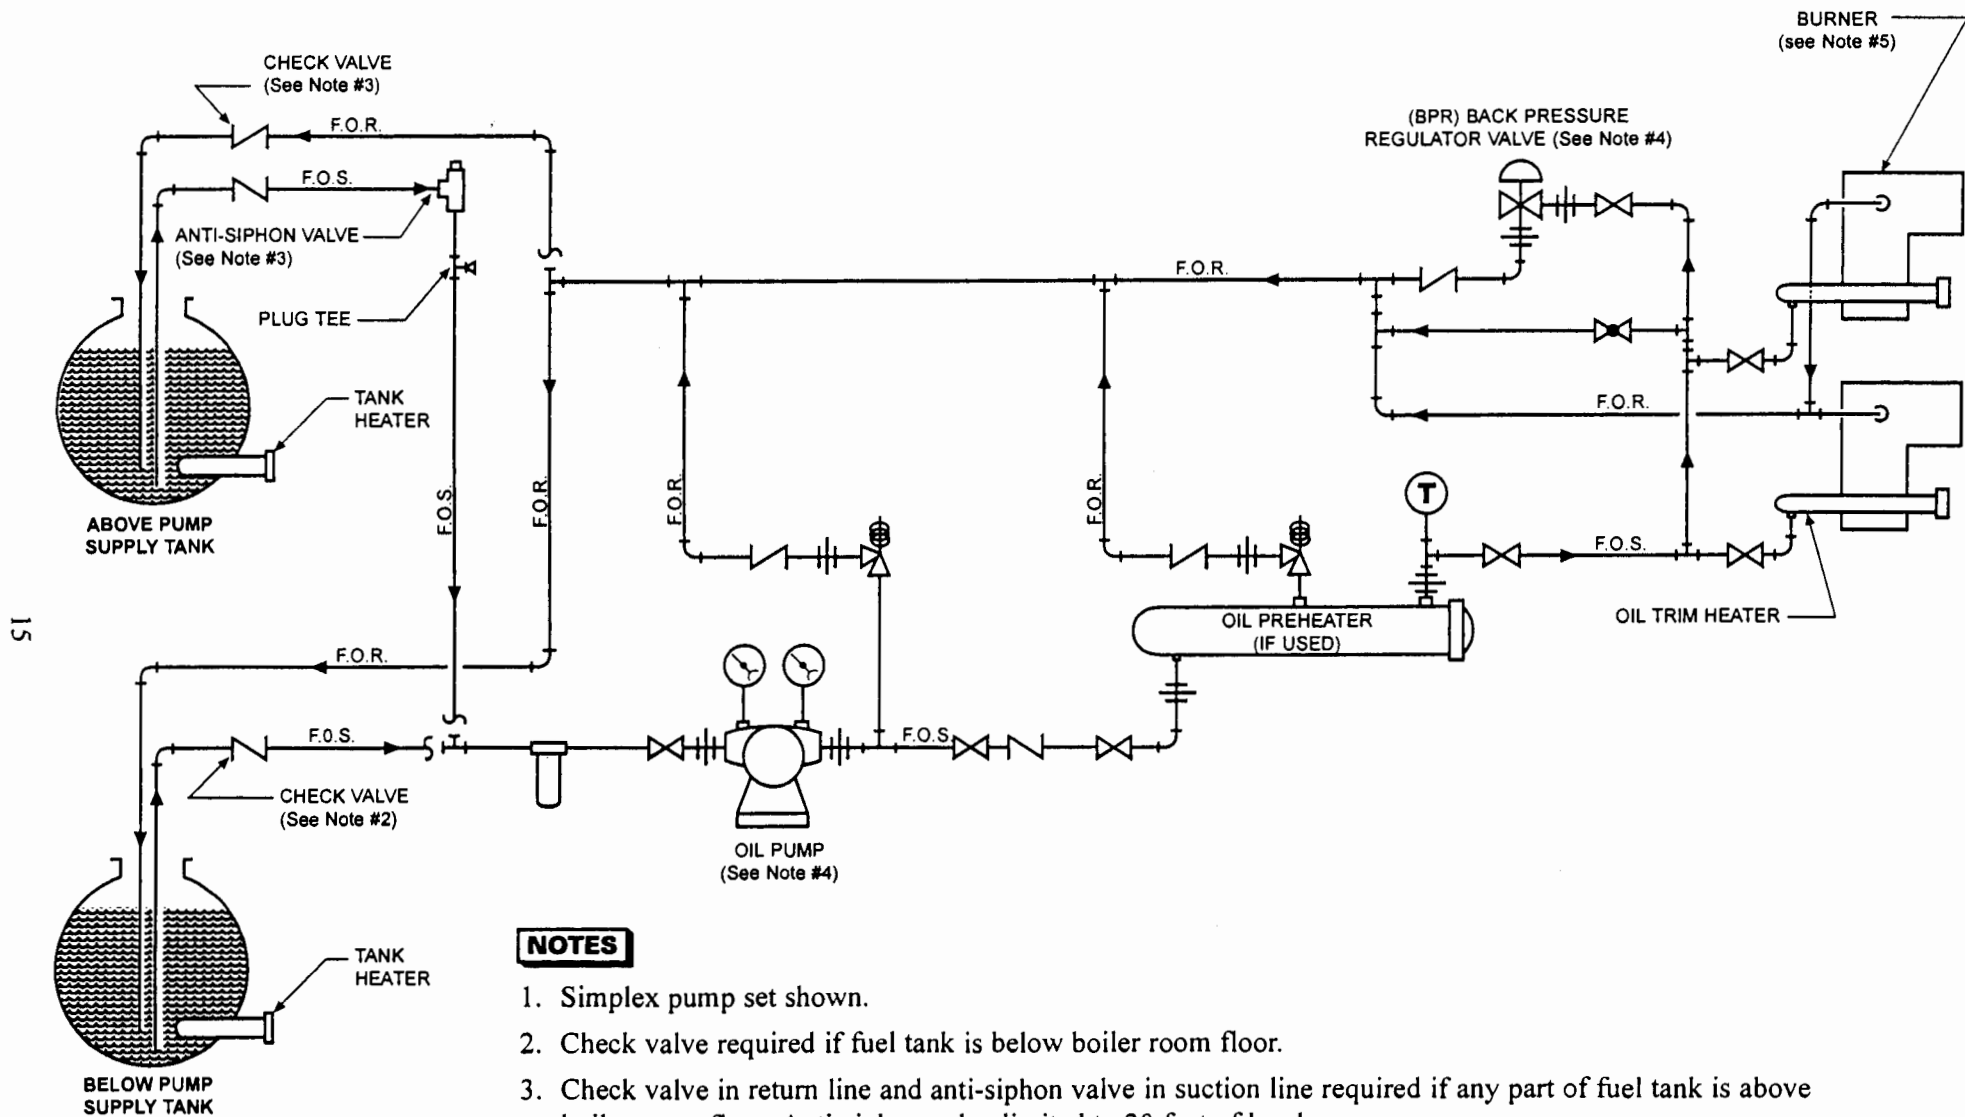 BURNER
(see Note #5)
CHECK VALVE
(See Note #3)
F.O.R.
(BPR) BACK PRESSURE
REGULATOR VALVE (See Note #4)
F.O.S.
ANTI-SIPHON VALVE
(See Note #3)
F.O.R.
PLUG TEE
TANK
HEATER
F.O.R.
F.O.S.
F.O.R.
F.O.R.
F.O.R.
T
ABOVE PUMP
SUPPLY TANK
F.O.S.
OIL TRIM HEATER
OIL PREHEATER
(IF USED)
15
F.O.R.
F.O.S.
F.O.S.
CHECK VALVE
(See Note #2)
OIL PUMP
(See Note #4)
TANK
HEATER
BELOW PUMP
SUPPLY TANK
NOTES
1. Simplex pump set shown.
2. Check valve required if fuel tank is below boiler room floor.
3. Check valve in return line and anti-siphon valve in suction line required if any part of fuel tank is above